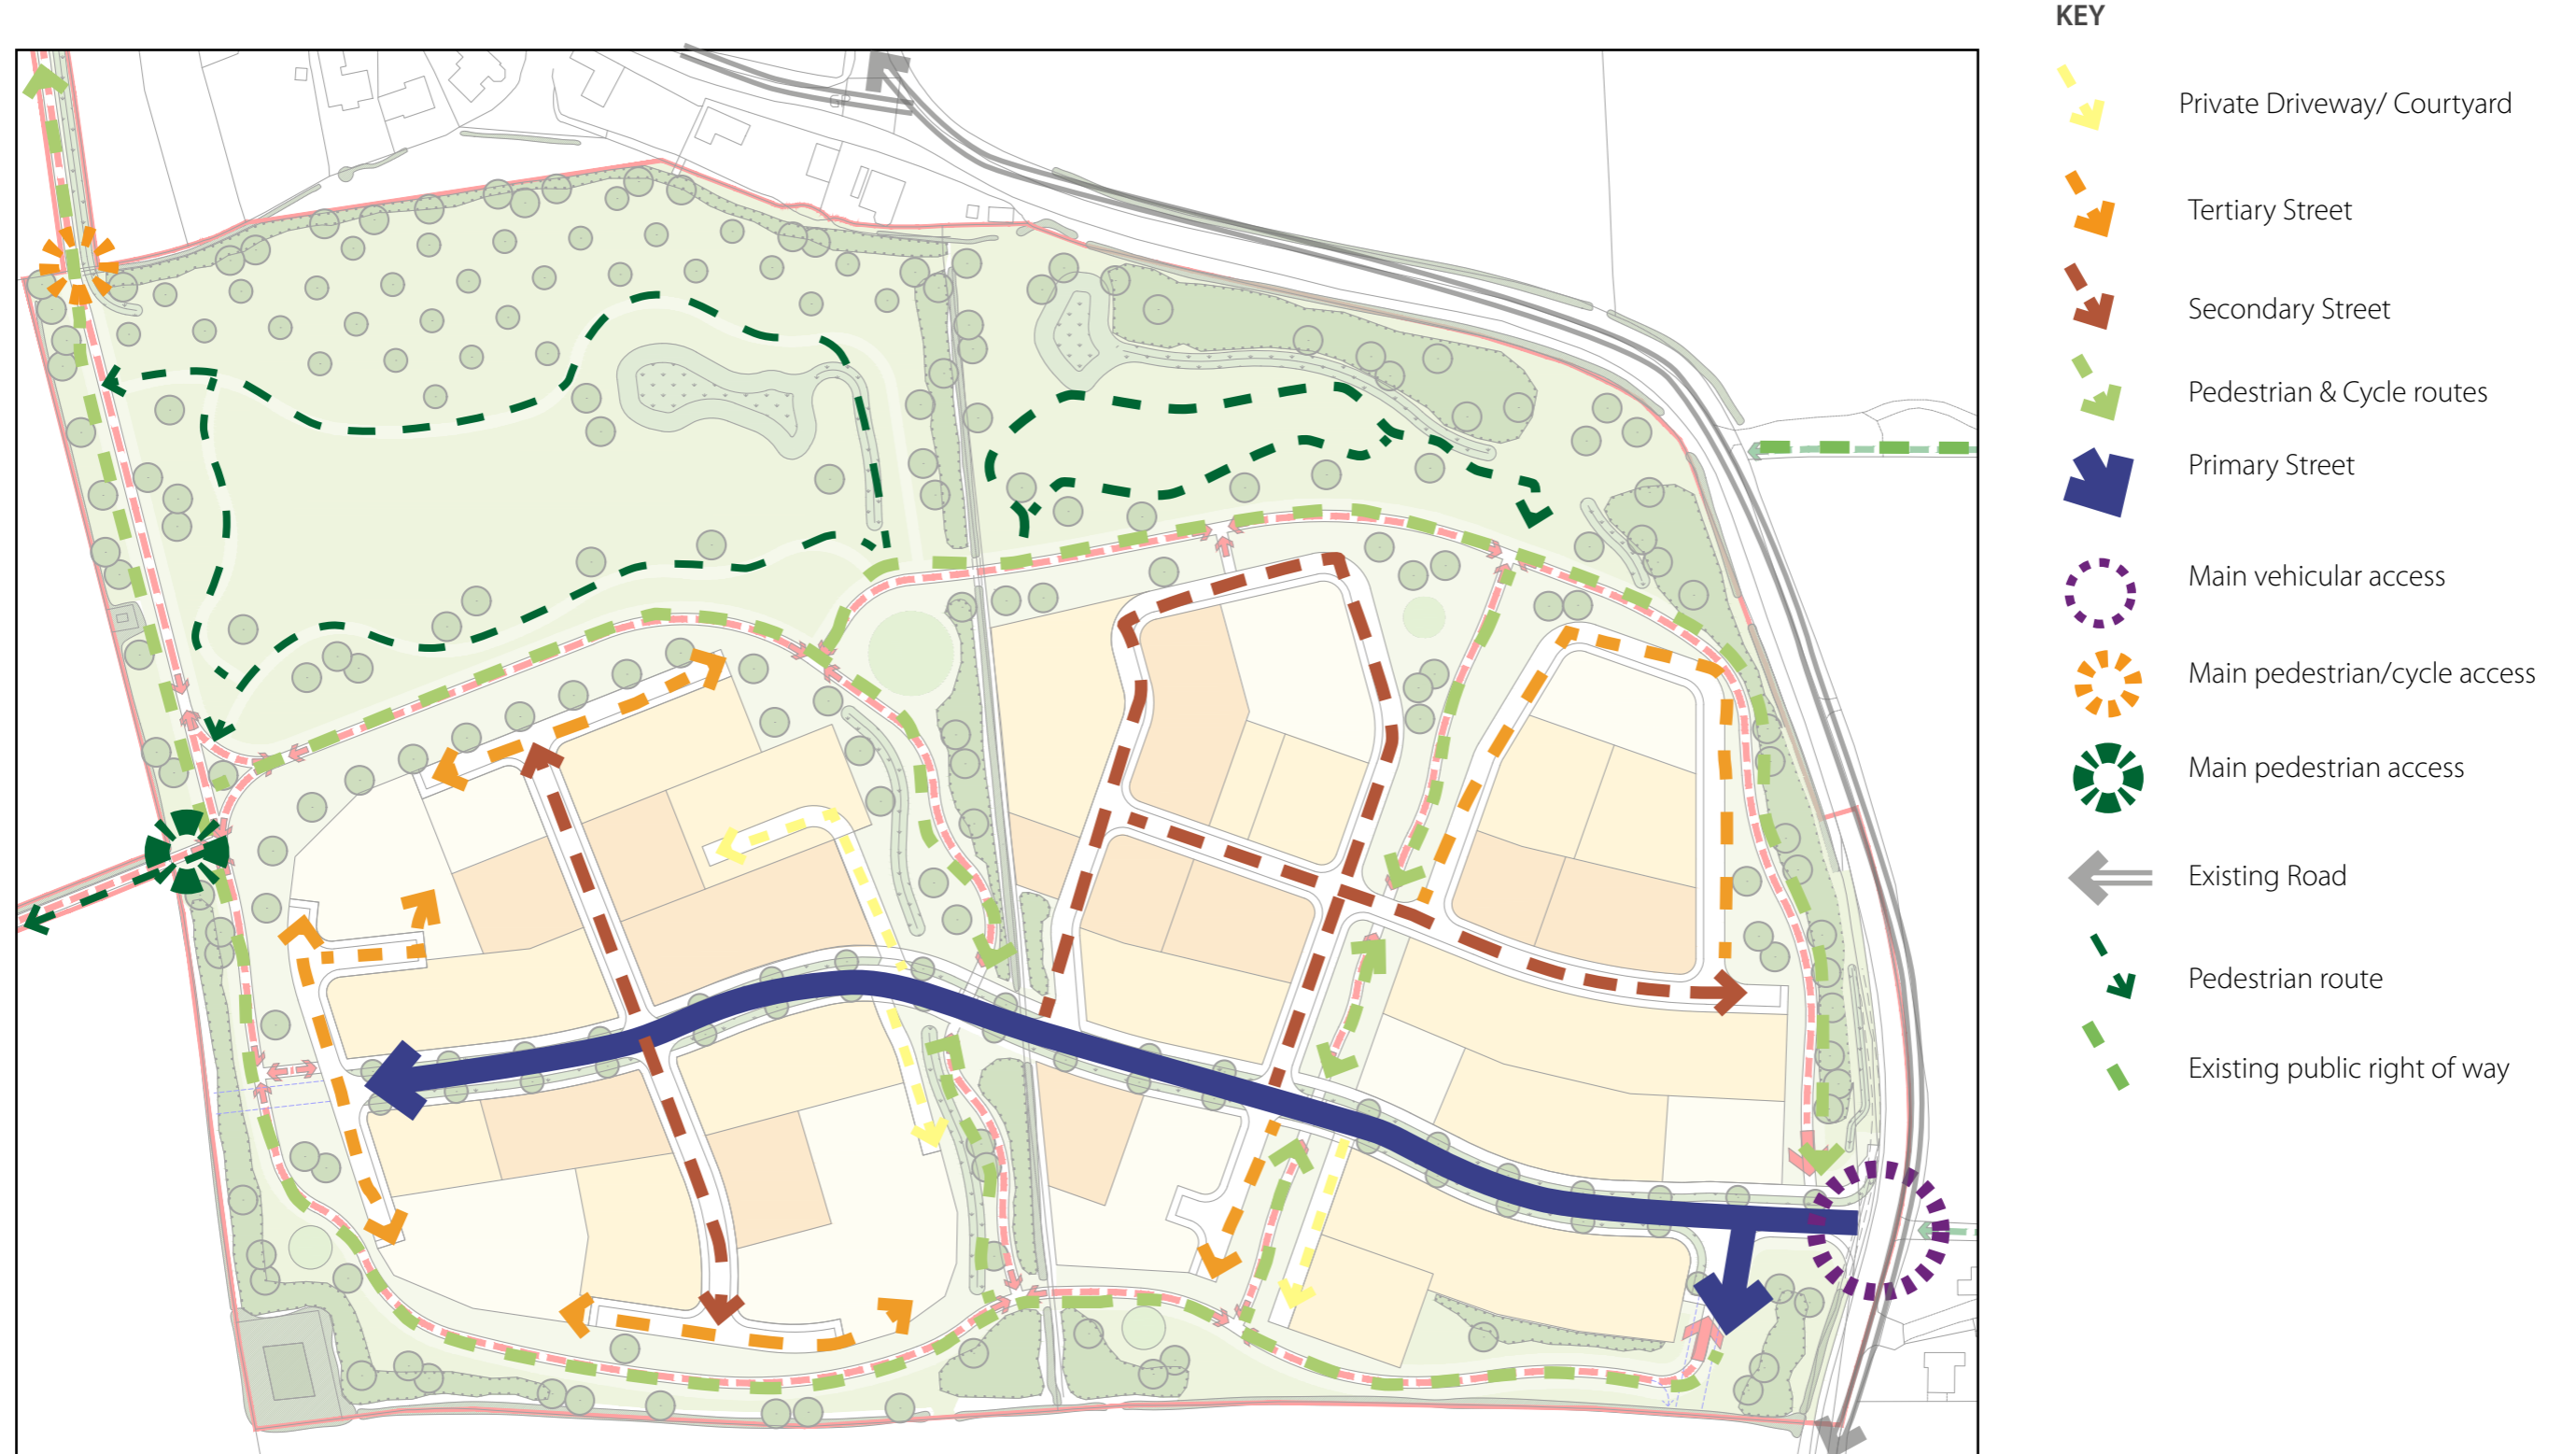 KEY
Private Driveway/ Courtyard
Tertiary Street
Secondary Street
Pedestrian & Cycle routes
Primary Street
Main vehicular access
Main pedestrian/cycle access
Main pedestrian access
Existing Road
Pedestrian route
Existing public right of way